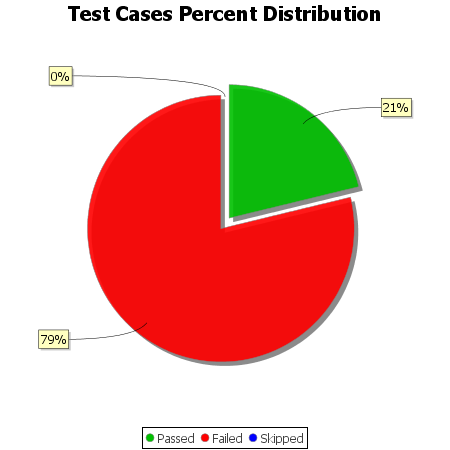 Test Cases Percent Distribution
0%
21%
79%
Passed Failed Skipped